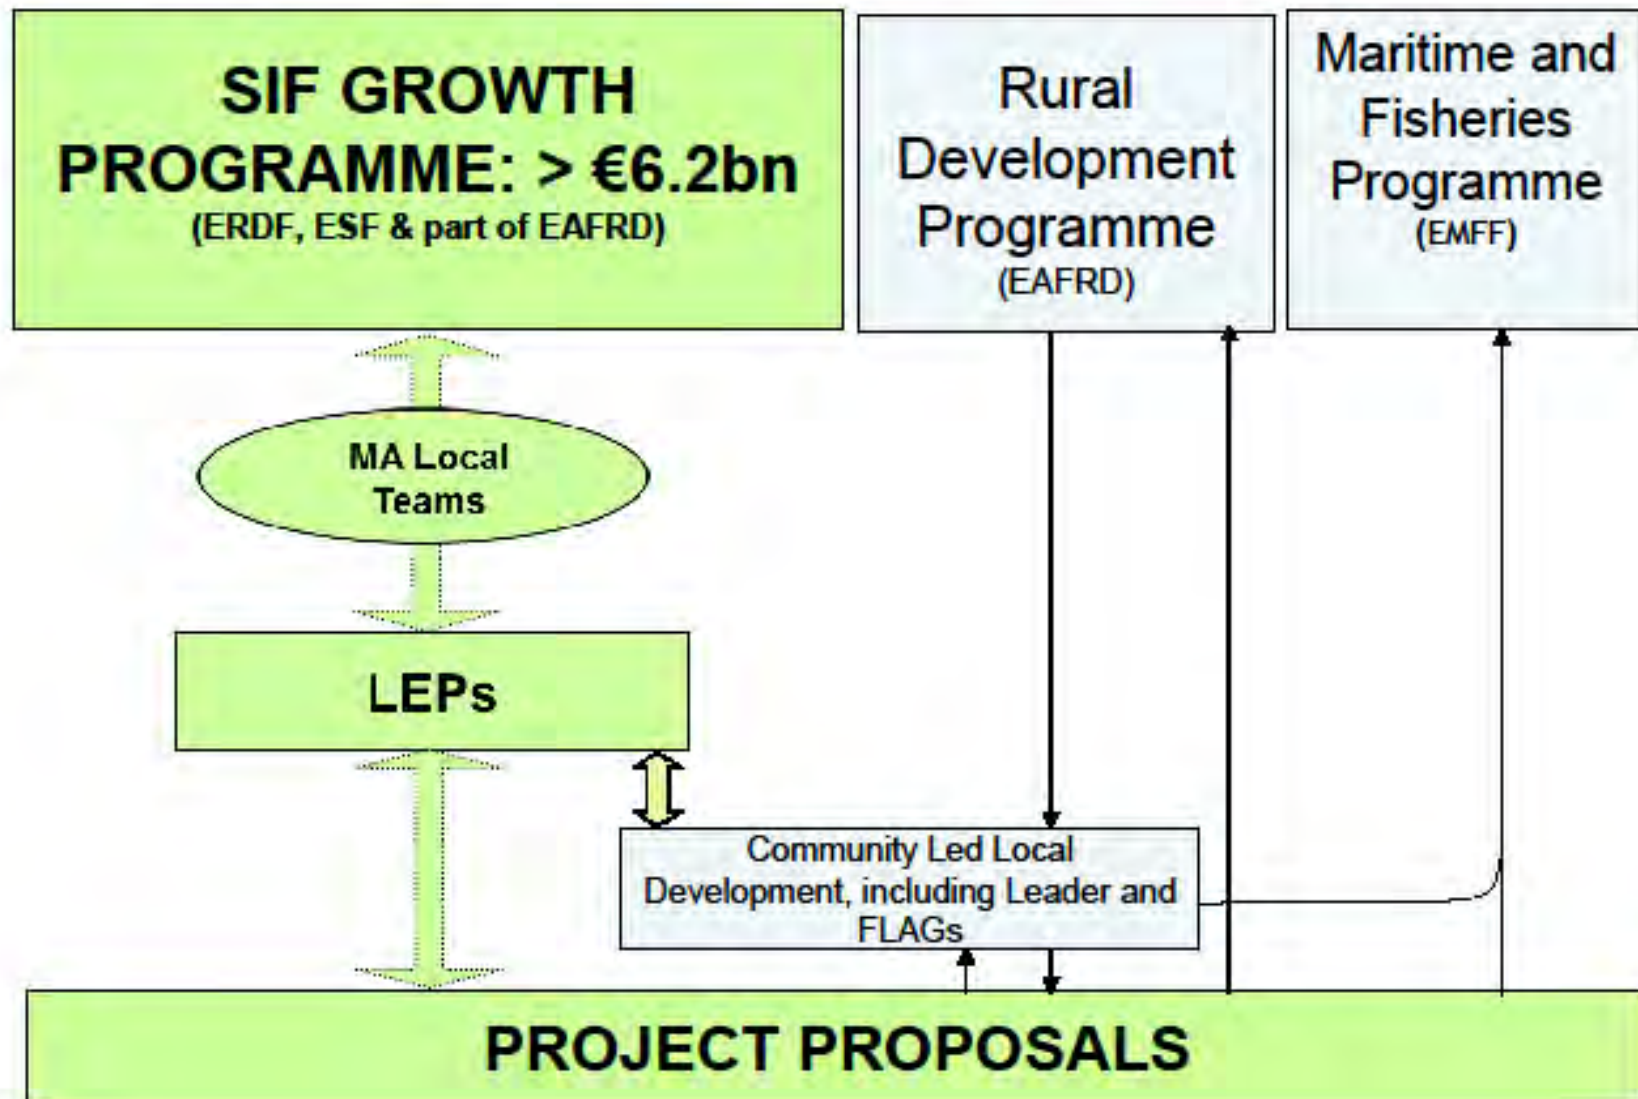 SIF GROWTH
PROGRAMME: > €6.2bn
(ERDF, ESF & part of EAFRD)
Rural
Development
Programme
(EAFRD)
Maritime and
Fisheries
Programme
(EMFF)
MA Local
Teams
LEPs
Community Led Local
Development, including Leader and
FLAGs
PROJECT PROPOSALS